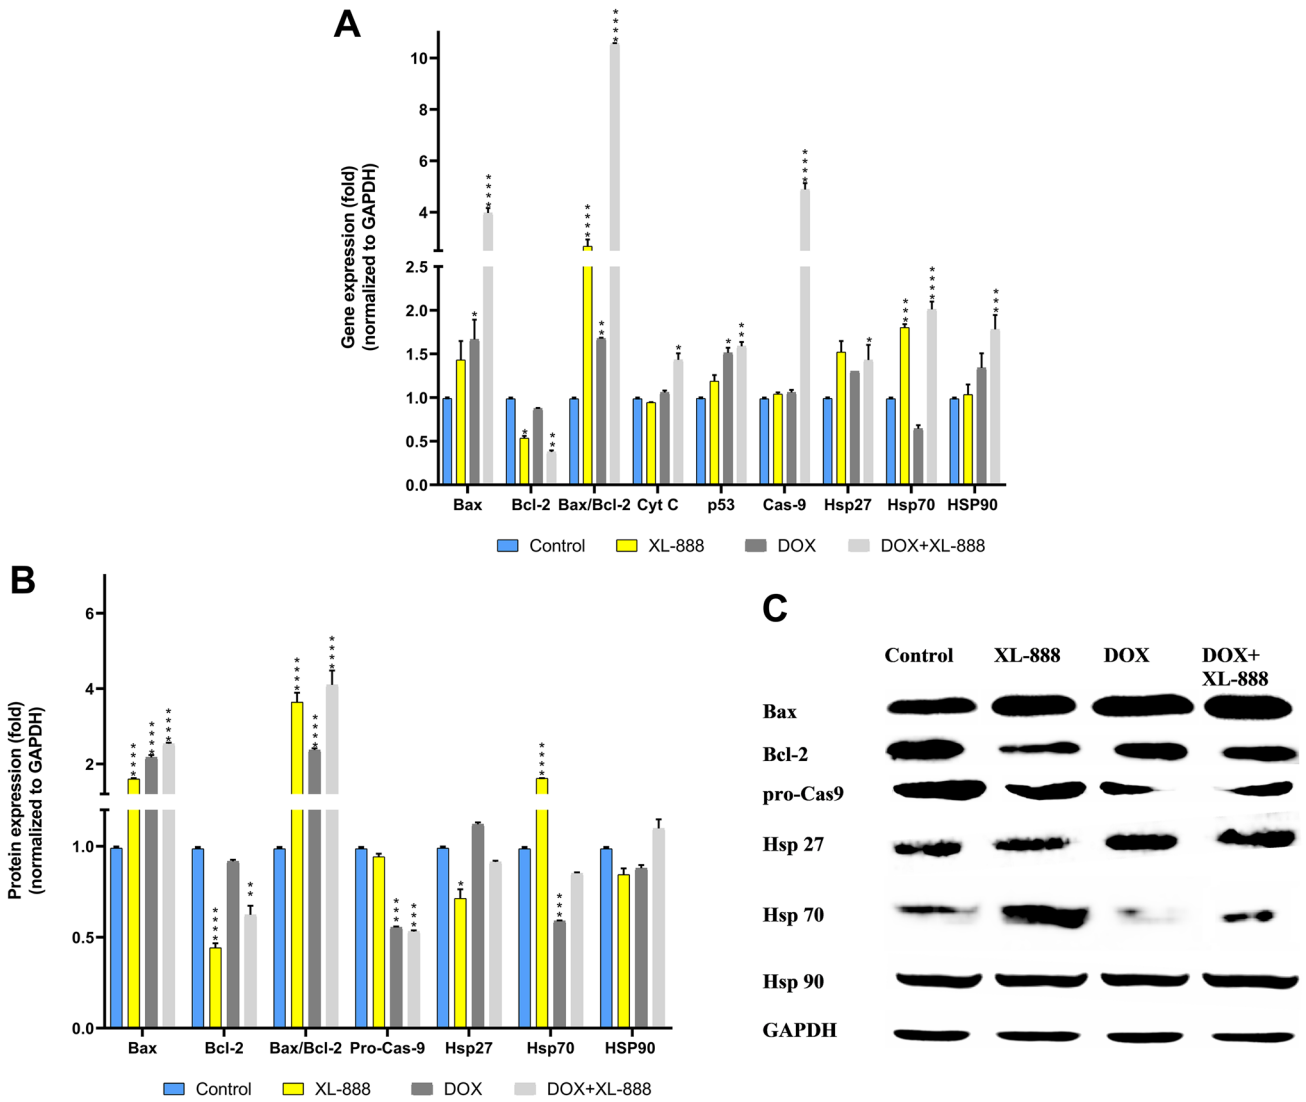 A
Gene expression (fold)
(normalized to GAPDH)
10
8
6
4
2.5
2.0
1.5
1.0
0.5
0.0
****
*
****
*
**
****
**
****
*
*
**
****
*
***
****
***
Bax Bcl-2 Bax/Bcl-2 Cyt C p53 Cas-9 Hsp27 Hsp70 HSP90
Control XL-888 DOX DOX+XL-888
B
Protein expression (fold)
(normalized to GAPDH)
6
4
2
1.0
0.5
0.0
****
****
****
****
**
****
****
****
***
***
*
****
***
Bax Bcl-2 Bax/Bcl-2 Pro-Cas-9 Hsp27 Hsp70 HSP90
Control XL-888 DOX DOX+XL-888
C
Control XL-888 DOX DOX+
XL-888
Bax
Bcl-2
pro-Cas9
Hsp 27
Hsp 70
Hsp 90
GAPDH